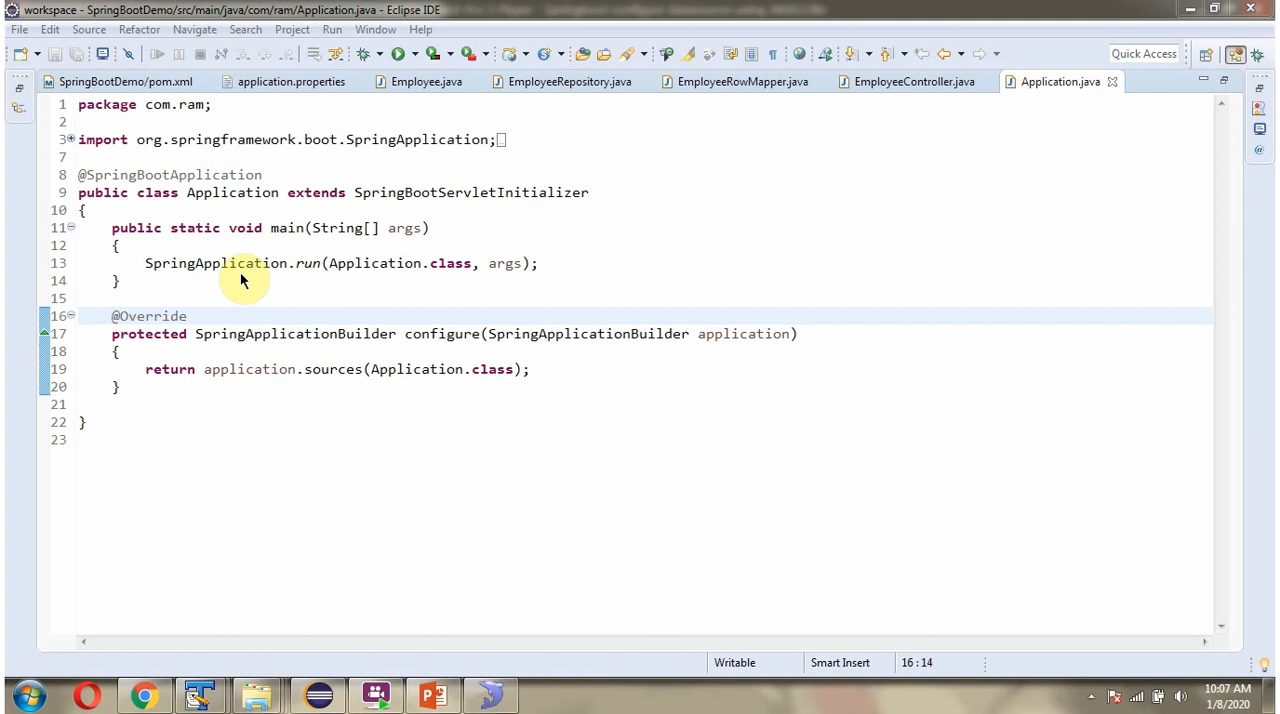 workspace - SpringBootDemo/src/main/java/com/ram/Application.java - Eclipse IDE
File Edit Source Refactor Navigate Search Project Run Window Help
Quick Access
SpringBootDemo/pom.xml application.properties Employee.java EmployeeRepository.java EmployeeRowMapper.java EmployeeController.java Application.java
1 package com.ram;
2
3 import org.springframework.boot.SpringApplication;
7
8 @SpringBootApplication
9 public class Application extends SpringBootServletInitializer
10 {
11 public static void main(String[] args)
12 {
13 SpringApplication.run(Application.class, args);
14 }
15
16 @Override
17 protected SpringApplicationBuilder configure(SpringApplicationBuilder application)
18 {
19 return application.sources(Application.class);
20 }
21
22 }
23
Writable Smart Insert 16 : 14
10:07 AM
1/8/2020